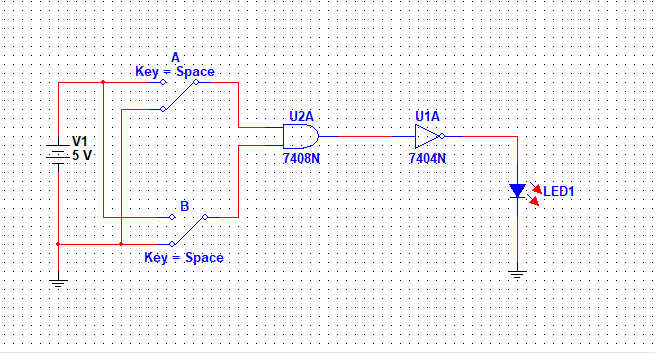 A
Key = Space
V1
5 V
U2A
7408N
U1A
7404N
LED1
B
Key = Space